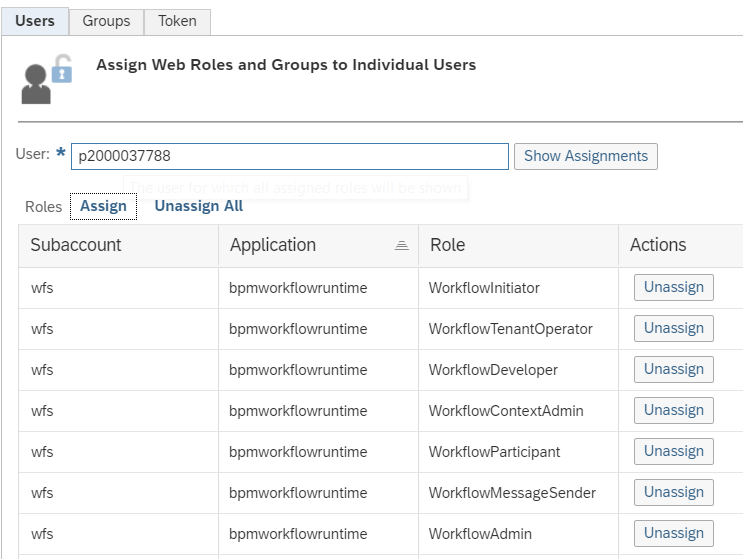 Users Groups Token
Assign Web Roles and Groups to Individual Users
User: * p2000037788 Show Assignments
The user for which all assigned roles will be shown
Roles Assign Unassign All
Subaccount Application Role Actions
wfs bpmworkflowruntime WorkflowInitiator Unassign
wfs bpmworkflowruntime WorkflowTenantOperator Unassign
wfs bpmworkflowruntime WorkflowDeveloper Unassign
wfs bpmworkflowruntime WorkflowContextAdmin Unassign
wfs bpmworkflowruntime WorkflowParticipant Unassign
wfs bpmworkflowruntime WorkflowMessageSender Unassign
wfs bpmworkflowruntime WorkflowAdmin Unassign